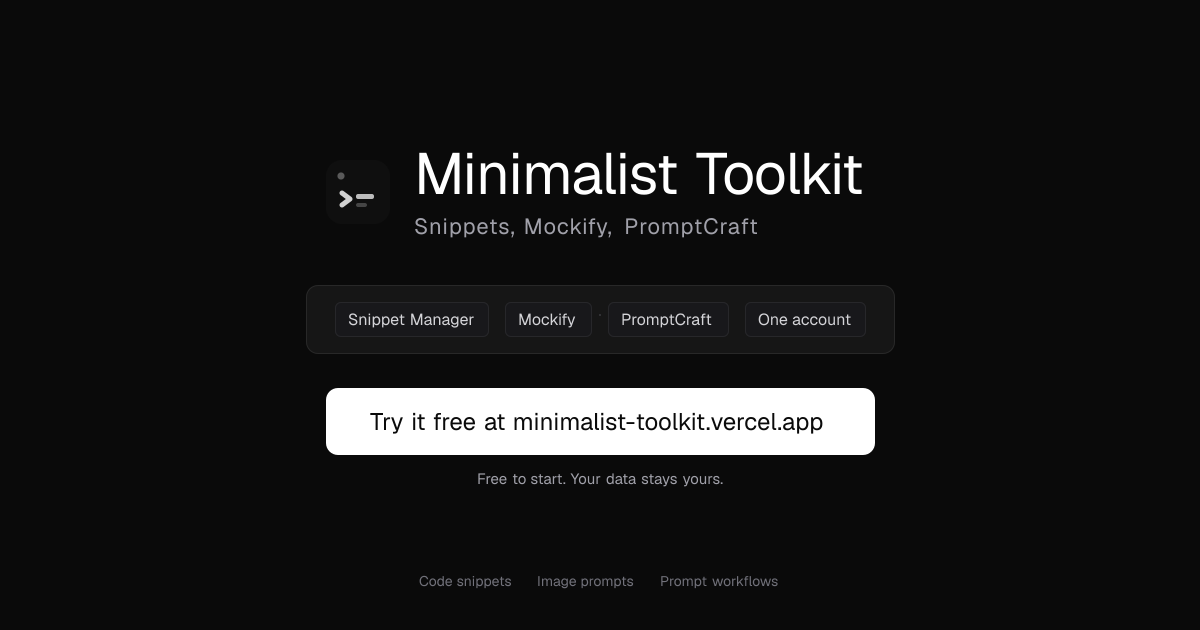 Minimalist Toolkit
Snippets, Mockify, PromptCraft
Snippet Manager Mockify PromptCraft One account
Try it free at minimalist-toolkit.vercel.app
Free to start. Your data stays yours.
Code snippets Image prompts Prompt workflows